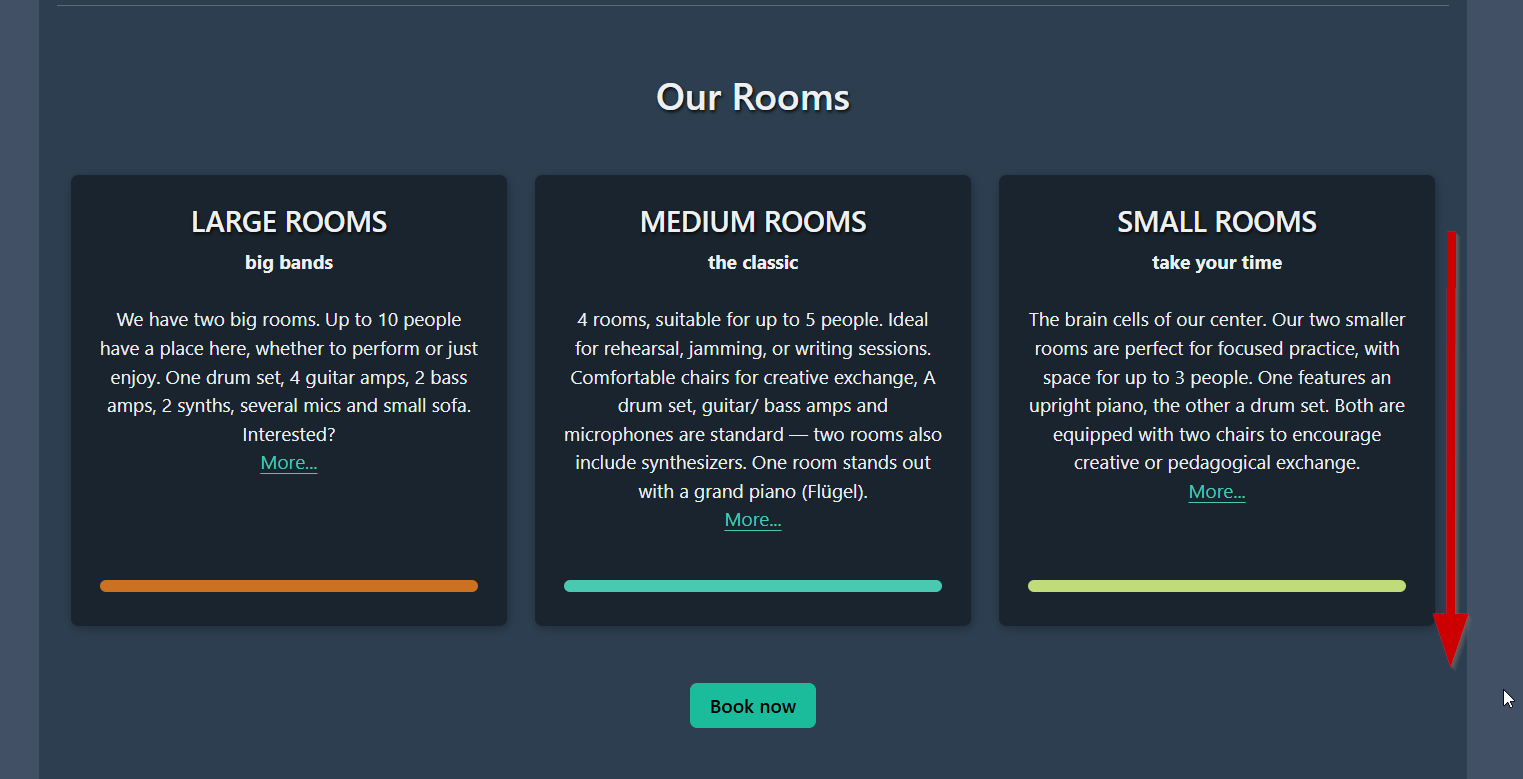 Our Rooms
LARGE ROOMS
big bands
We have two big rooms. Up to 10 people
have a place here, whether to perform or just
enjoy. One drum set, 4 guitar amps, 2 bass
amps, 2 synths, several mics and small sofa.
Interested?
More...
MEDIUM ROOMS
the classic
4 rooms, suitable for up to 5 people. Ideal
for rehearsal, jamming, or writing sessions.
Comfortable chairs for creative exchange, A
drum set, guitar/ bass amps and
microphones are standard — two rooms also
include synthesizers. One room stands out
with a grand piano (Flügel).
More...
SMALL ROOMS
take your time
The brain cells of our center. Our two smaller
rooms are perfect for focused practice, with
space for up to 3 people. One features an
upright piano, the other a drum set. Both are
equipped with two chairs to encourage
creative or pedagogical exchange.
More...
Book now